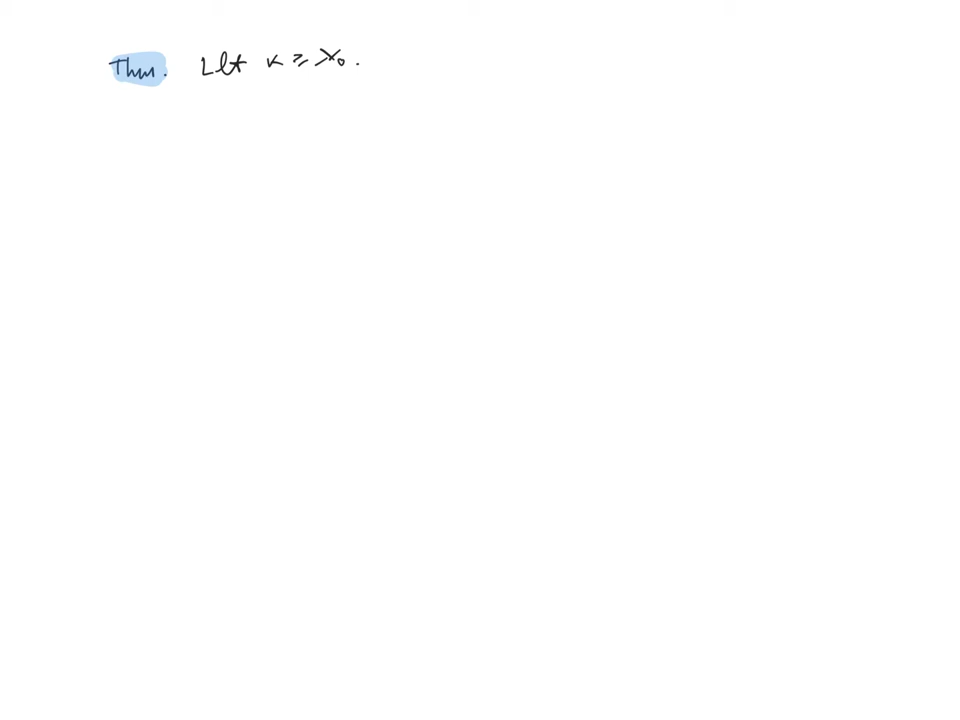 Thm. Let κ ≥ ℵ₀.